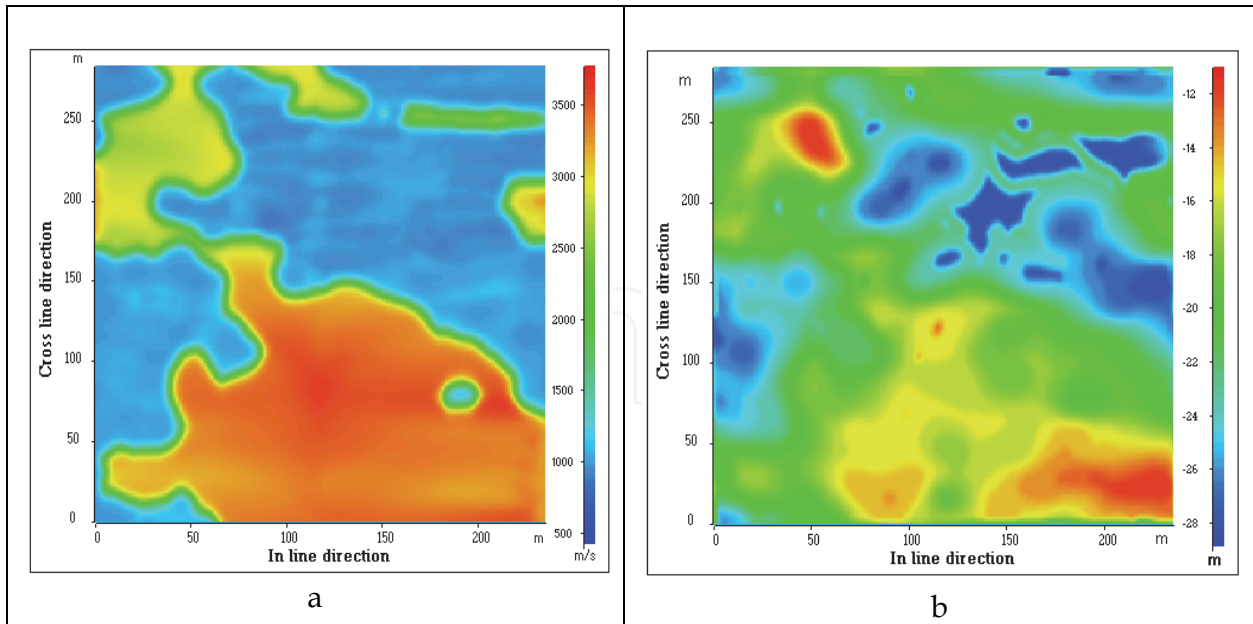 m
250
200
150
100
50
0
Cross line direction
0 50 100 150 200 m
In line direction
3500
3000
2500
2000
1500
1000
500
m/s
a
m
250
200
150
100
50
0
Cross line direction
0 50 100 150 200 m
In line direction
-12
-14
-16
-18
-20
-22
-24
-26
-28
m
b